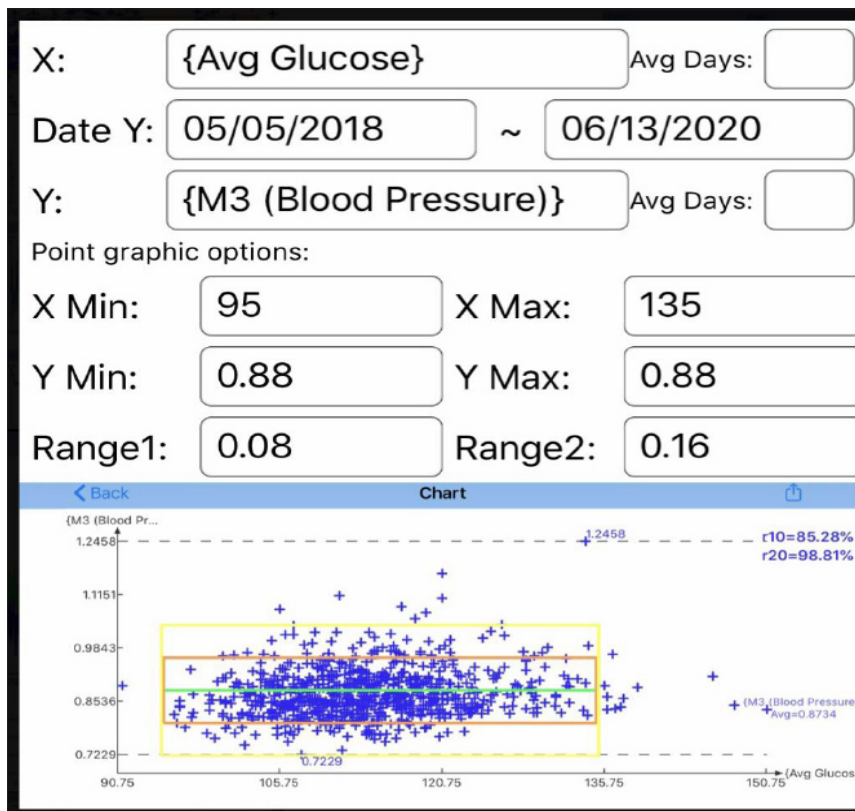 X: {Avg Glucose} Avg Days:
Date Y: 05/05/2018 ~ 06/13/2020
Y: {M3 (Blood Pressure)} Avg Days:
Point graphic options:
X Min: 95 X Max: 135
Y Min: 0.88 Y Max: 0.88
Range1: 0.08 Range2: 0.16
Back Chart
{M3 (Blood Pr...
1.2458 1.2458 r10=85.28%
r20=98.81%
1.1151
0.9843
0.8536 (M3 (Blood Pressure
Avg=0.8734
0.7229 0.7229
{Avg Glucos
90.75 105.75 120.75 135.75 150.75